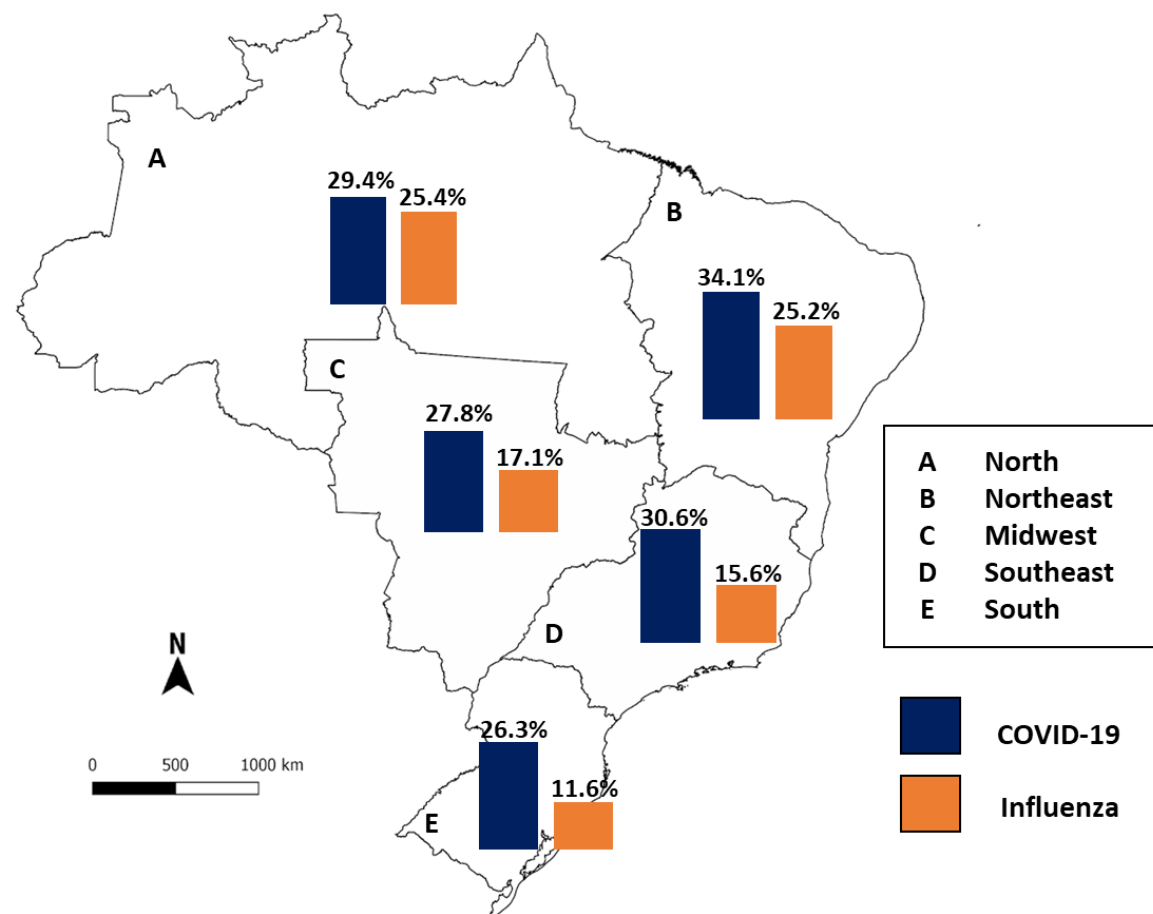 A
29.4%
25.4%
B
34.1%
25.2%
C
27.8%
17.1%
30.6%
15.6%
D
26.3%
11.6%
E
A North
B Northeast
C Midwest
D Southeast
E South
N
0 500 1000 km
COVID-19
Influenza